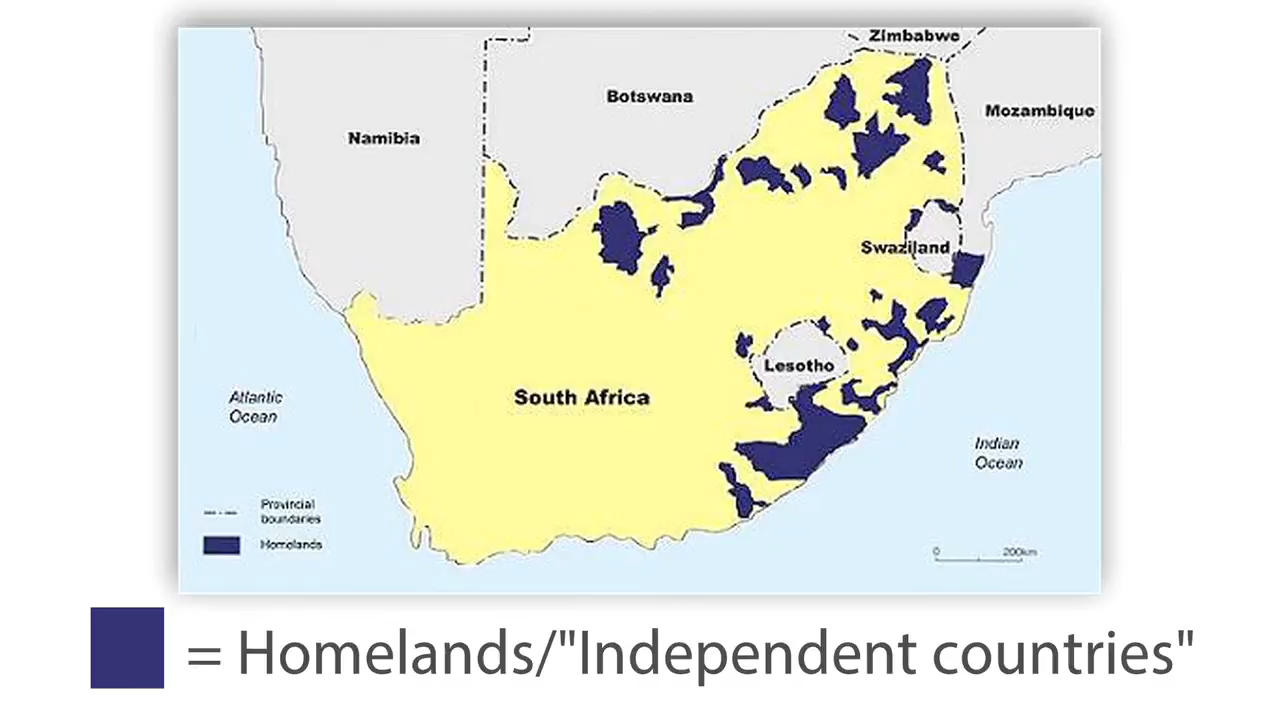 Zimbabwe
Botswana
Mozambique
Namibia
Swaziland
Lesotho
South Africa
Atlantic
Ocean
Indian
Ocean
Provincial
boundaries
Homelands
0 200km
= Homelands/"Independent countries"